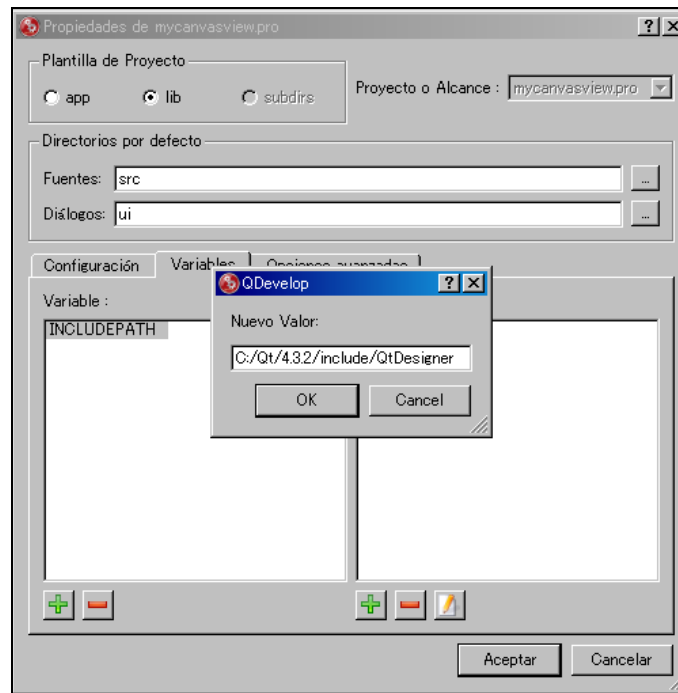 Propiedades de mycanvasview.pro
Plantilla de Proyecto
app lib subdirs
Proyecto o Alcance : mycanvasview.pro
Directorios por defecto
Fuentes: src ...
Diálogos: ui ...
Configuración Variables Opciones avanzadas
Variable :
INCLUDEPATH
QDevelop
Nuevo Valor:
C:/Qt/4.3.2/include/QtDesigner
OK Cancel
Aceptar Cancelar